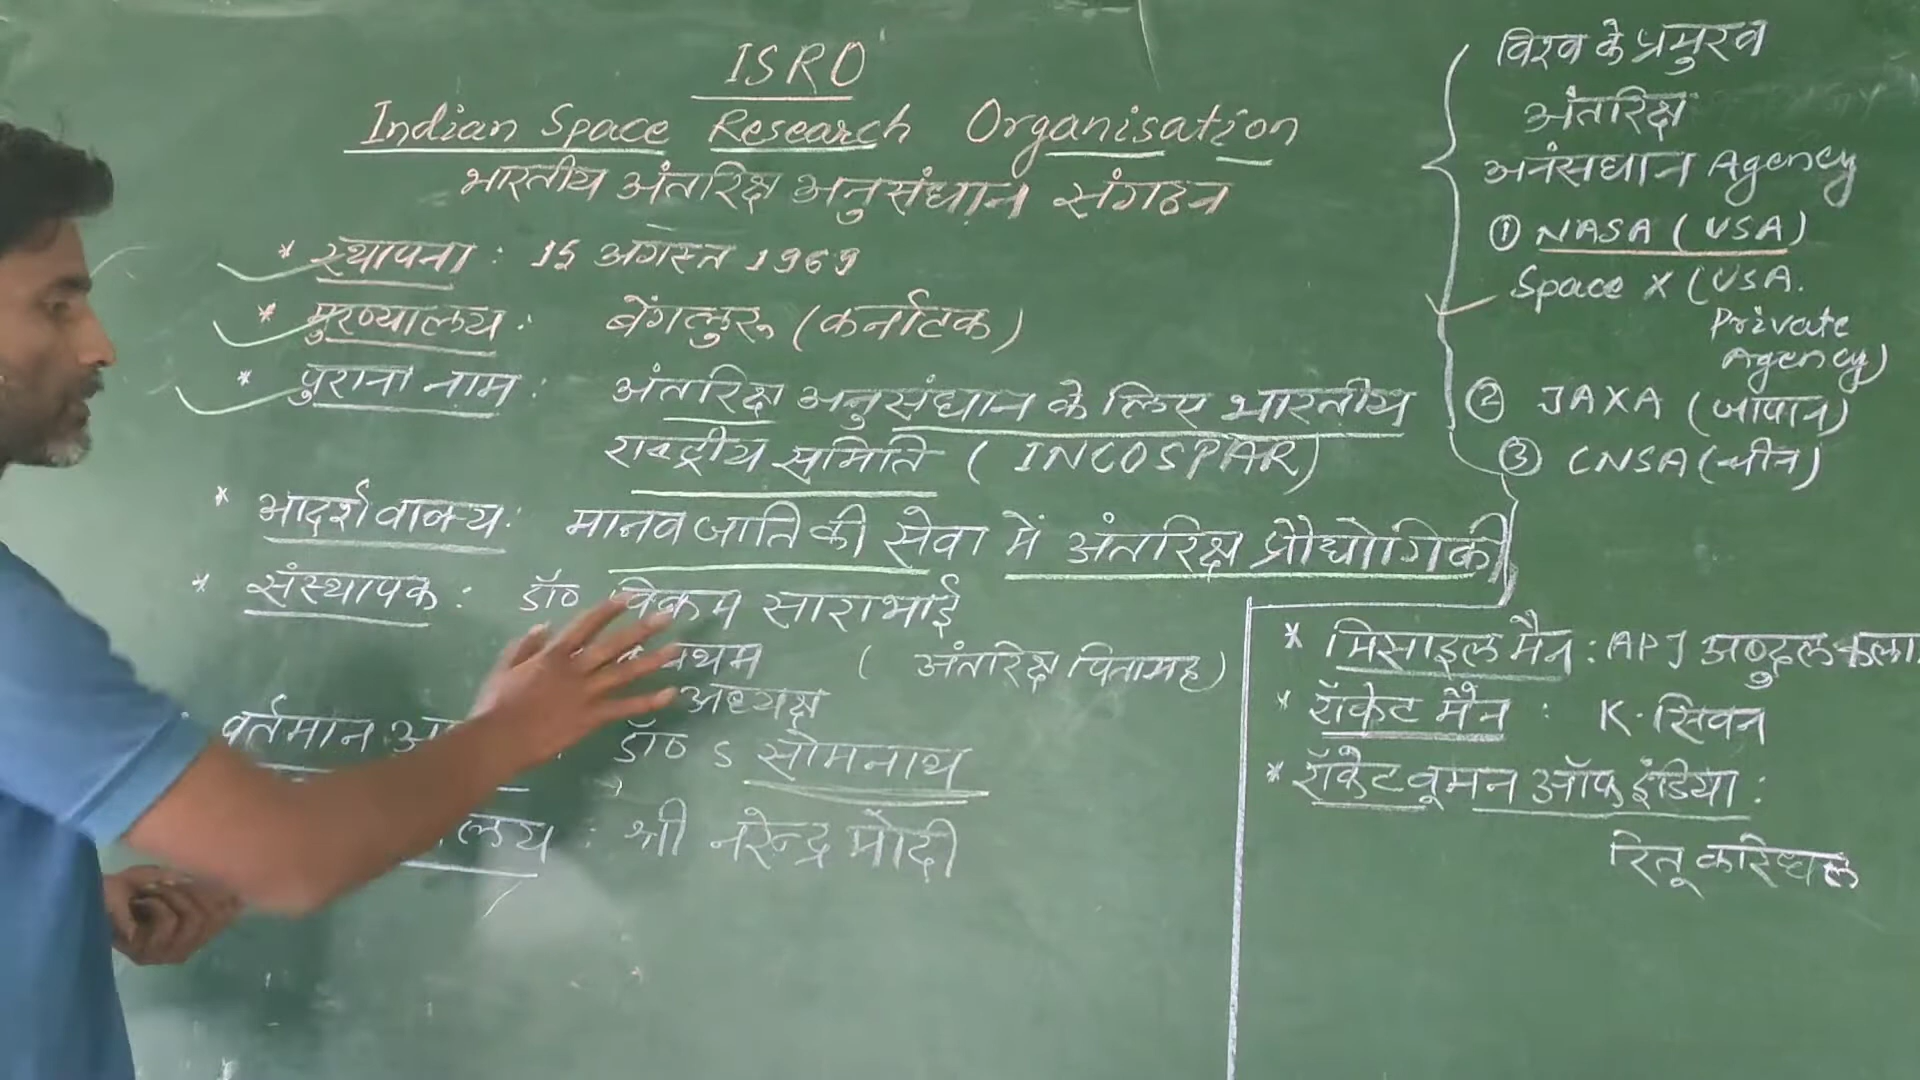 ISRO
Indian Space Research Organisation
भारतीय अंतरिक्ष अनुसंधान संगठन
* स्थापना : 15 अगस्त 1969
* मुख्यालय : बेंगलुरू (कर्नाटक)
* पुराना नाम : अंतरिक्ष अनुसंधान के लिए भारतीय
राष्ट्रीय समिति ( INCOSPAR)
* आदर्श वाक्य : मानव जाति की सेवा में अंतरिक्ष प्रौद्योगिकी
* संस्थापक : डॉ० विक्रम साराभाई
( अंतरिक्ष पितामह)
अध्यक्ष
वर्तमान : डॉ० S सोमनाथ
: श्री नरेन्द्र मोदी
विश्व के प्रमुख
अंतरिक्ष
अनंसधान Agency
① NASA ( USA)
Space X (USA.
Private
Agency)
② JAXA (जापान)
③ CNSA (चीन)
* मिसाइल मैन : APJ अब्दुल
* रॉकेट मैन : K. सिवन
* रॉकेट वूमन ऑफ इंडिया :
रितू करिधल